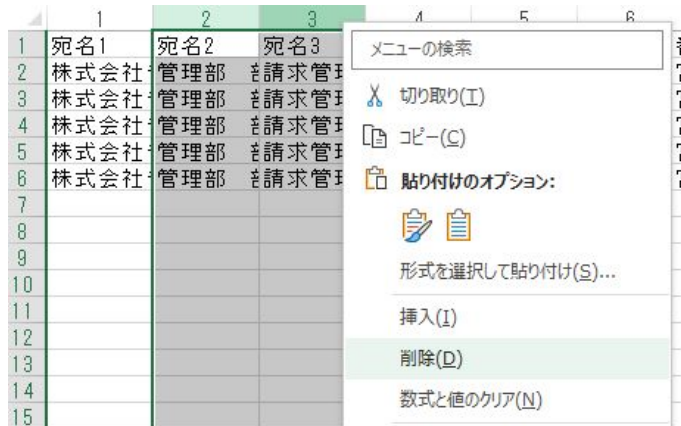 1 2 3 4 5 6
1 宛名1 宛名2 宛名3
2 株式会社 管理部 請求管理
3 株式会社 管理部 請求管理
4 株式会社 管理部 請求管理
5 株式会社 管理部 請求管理
6 株式会社 管理部 請求管理
7
8
9
10
11
12
13
14
15
メニューの検索
切り取り(T)
コピー(C)
貼り付けのオプション:
形式を選択して貼り付け(S)...
挿入(I)
削除(D)
数式と値のクリア(N)